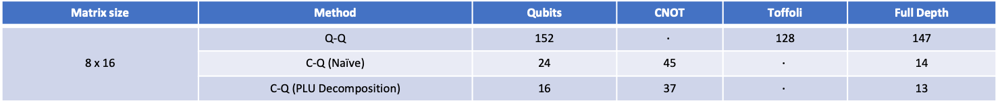 Matrix size Method Qubits CNOT Toffoli Full Depth
8 x 16 Q-Q 152 · 128 147
C-Q (Naïve) 24 45 · 14
C-Q (PLU Decomposition) 16 37 · 13